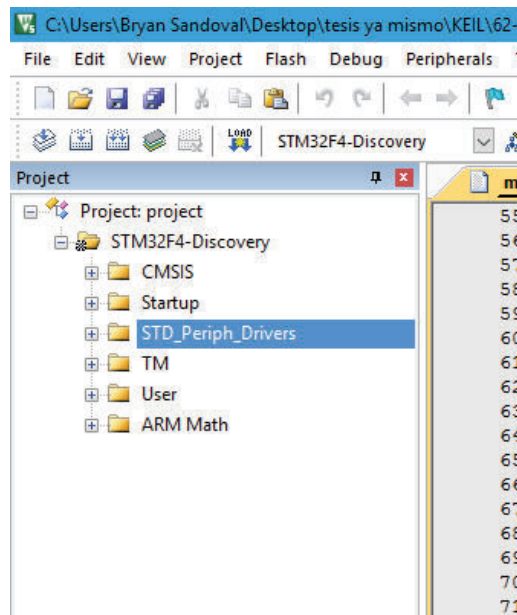 C:\Users\Bryan Sandoval\Desktop\tesis ya mismo\KEIL\62-
File Edit View Project Flash Debug Peripherals
LOAD STM32F4-Discovery
Project
Project: project
STM32F4-Discovery
CMSIS
Startup
STD_Periph_Drivers
TM
User
ARM Math
m
55
56
57
58
59
60
61
62
63
64
65
66
67
68
69
70
71